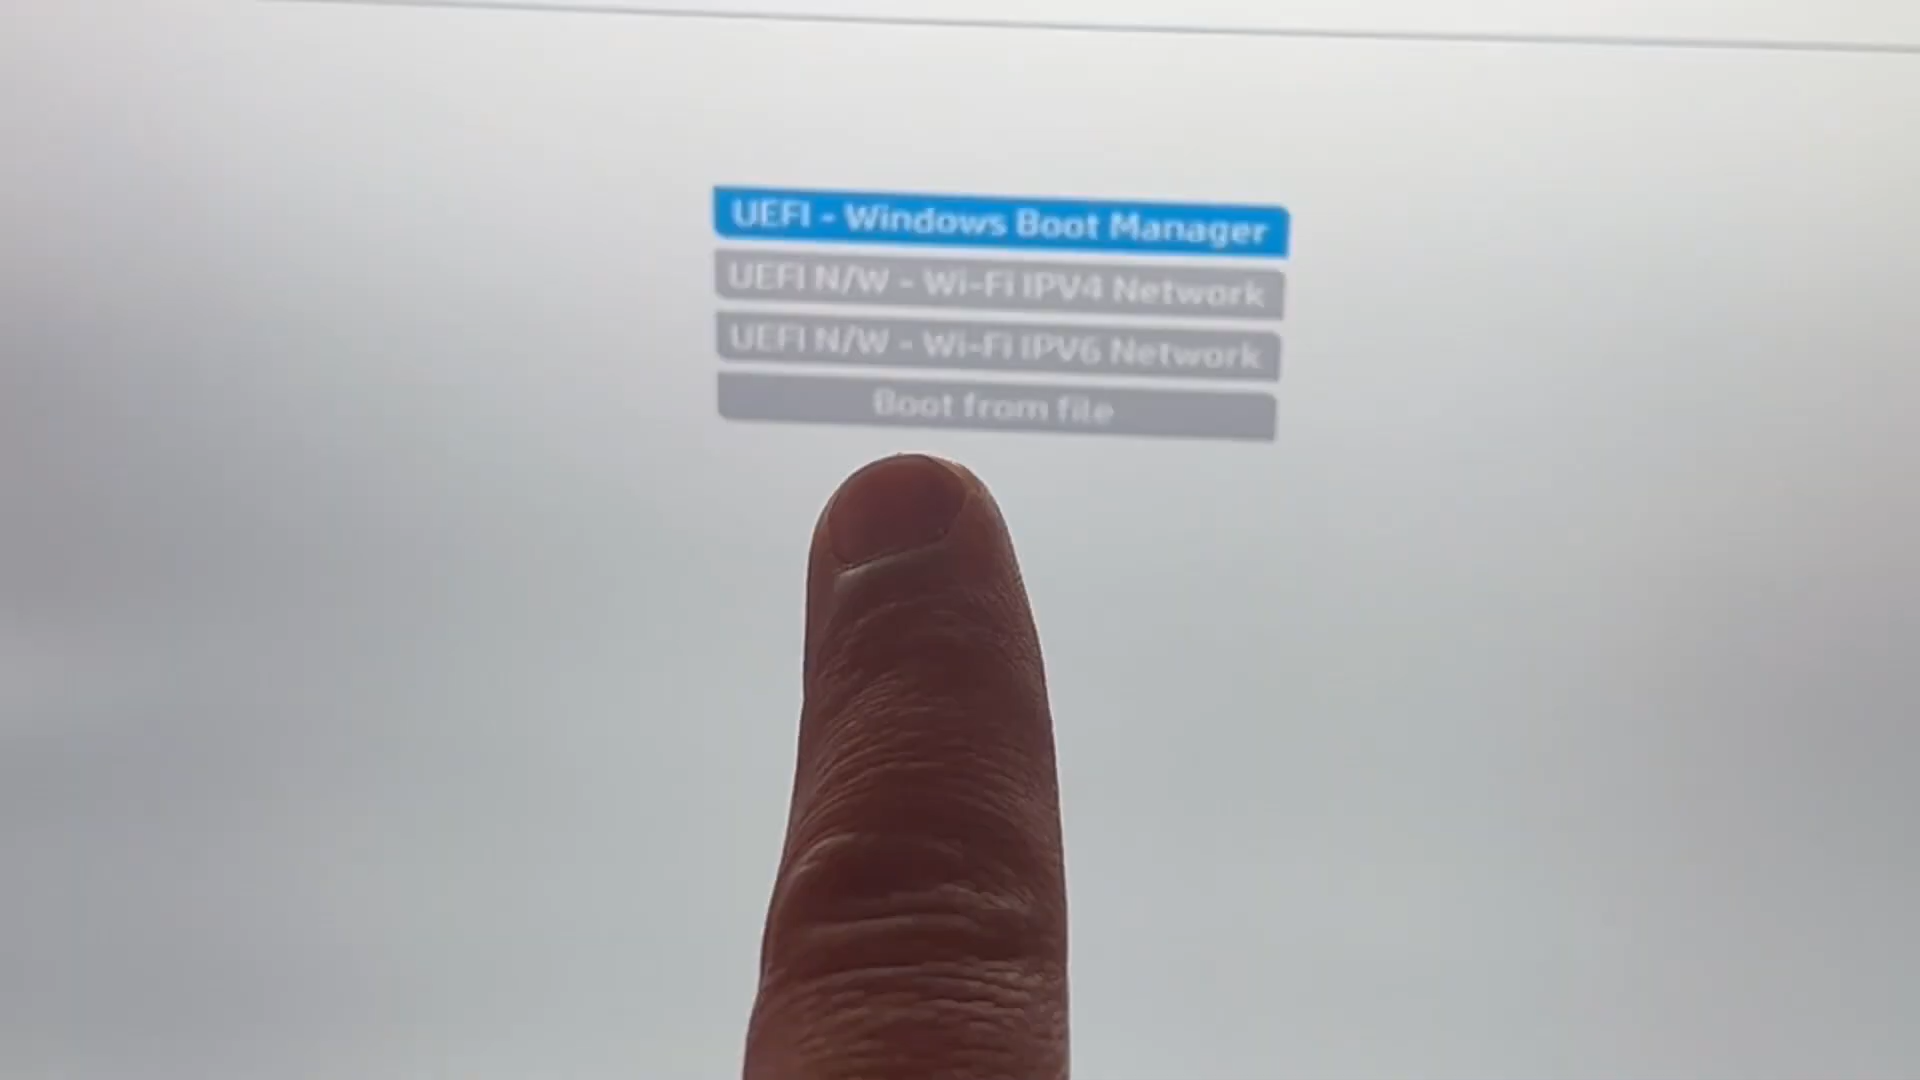 UEFI - Windows Boot Manager
UEFI N/W - Wi-Fi IPV4 Network
UEFI N/W - Wi-Fi IPV6 Network
Boot from file